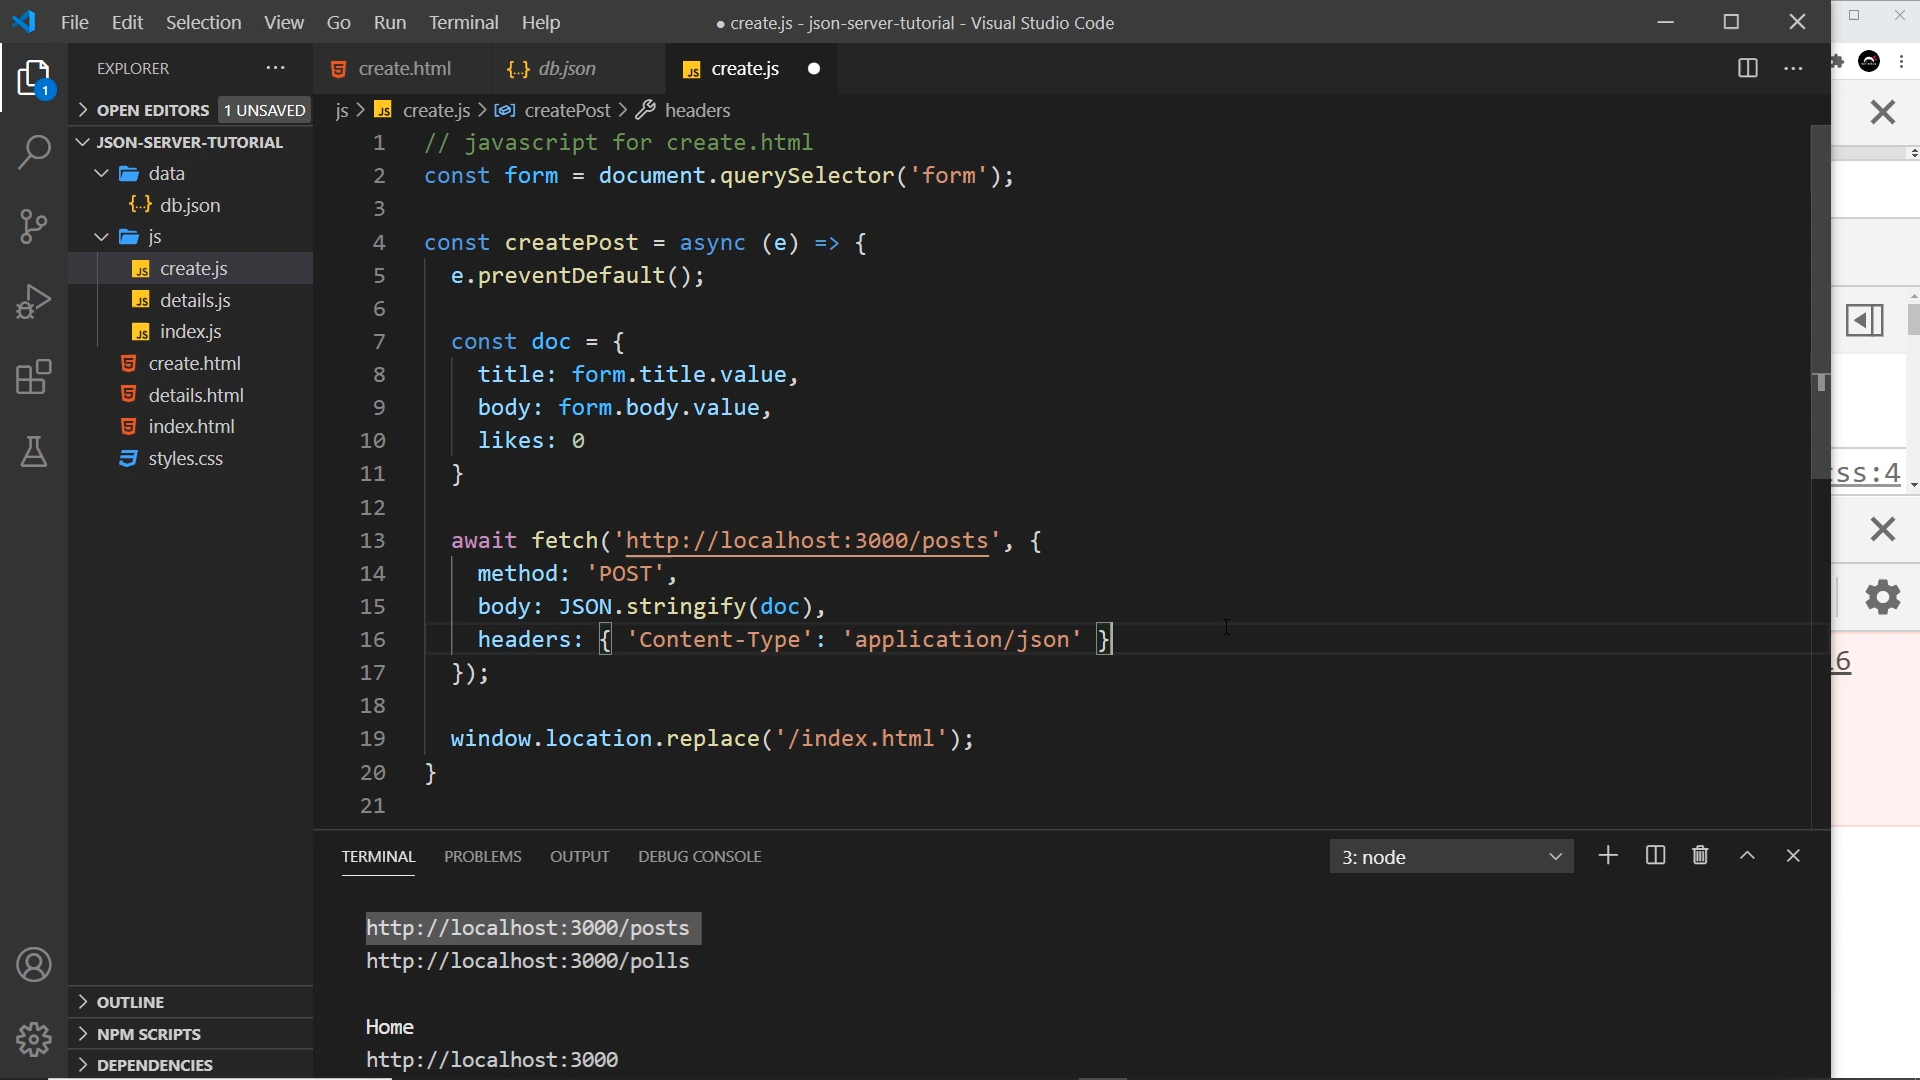 File Edit Selection View Go Run Terminal Help
● create.js - json-server-tutorial - Visual Studio Code
EXPLORER
OPEN EDITORS 1 UNSAVED
JSON-SERVER-TUTORIAL
data
db.json
js
create.js
details.js
index.js
create.html
details.html
index.html
styles.css
OUTLINE
NPM SCRIPTS
DEPENDENCIES
1
create.html
db.json
create.js
js > create.js > createPost > headers
1 // javascript for create.html
2 const form = document.querySelector('form');
3
4 const createPost = async (e) => {
5 e.preventDefault();
6
7 const doc = {
8 title: form.title.value,
9 body: form.body.value,
10 likes: 0
11 }
12
13 await fetch('http://localhost:3000/posts', {
14 method: 'POST',
15 body: JSON.stringify(doc),
16 headers: { 'Content-Type': 'application/json' }
17 });
18
19 window.location.replace('/index.html');
20 }
21
TERMINAL PROBLEMS OUTPUT DEBUG CONSOLE
3: node
http://localhost:3000/posts
http://localhost:3000/polls
Home
http://localhost:3000
ss:4
6